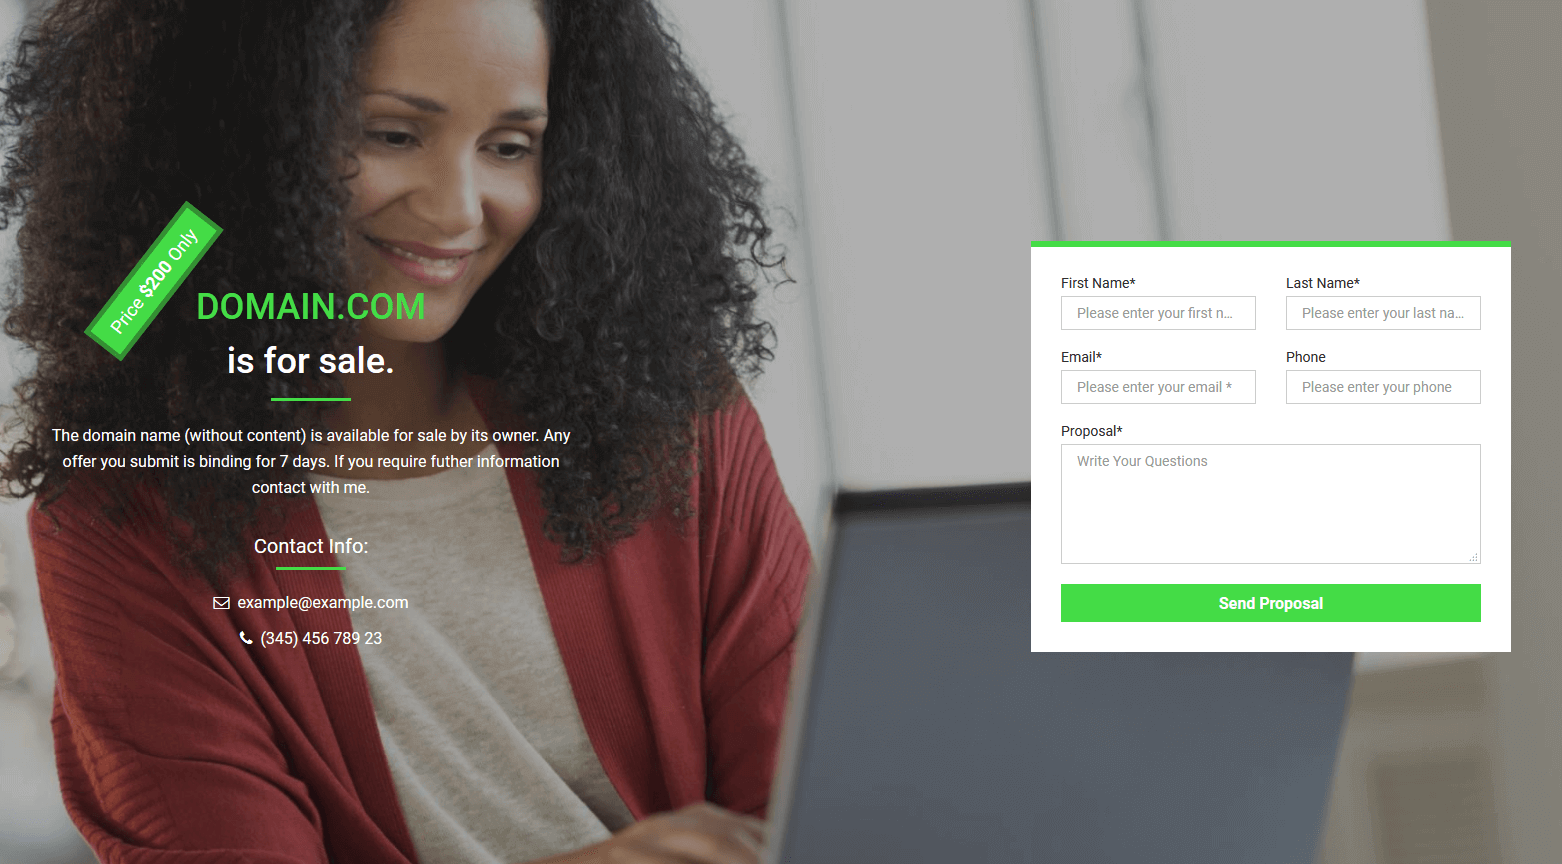 Price $200 Only
DOMAIN.COM
is for sale.
The domain name (without content) is available for sale by its owner. Any
offer you submit is binding for 7 days. If you require futher information
contact with me.
Contact Info:
example@example.com
(345) 456 789 23
First Name*
Last Name*
Please enter your first n...
Please enter your last na...
Email*
Phone
Please enter your email *
Please enter your phone
Proposal*
Write Your Questions
Send Proposal